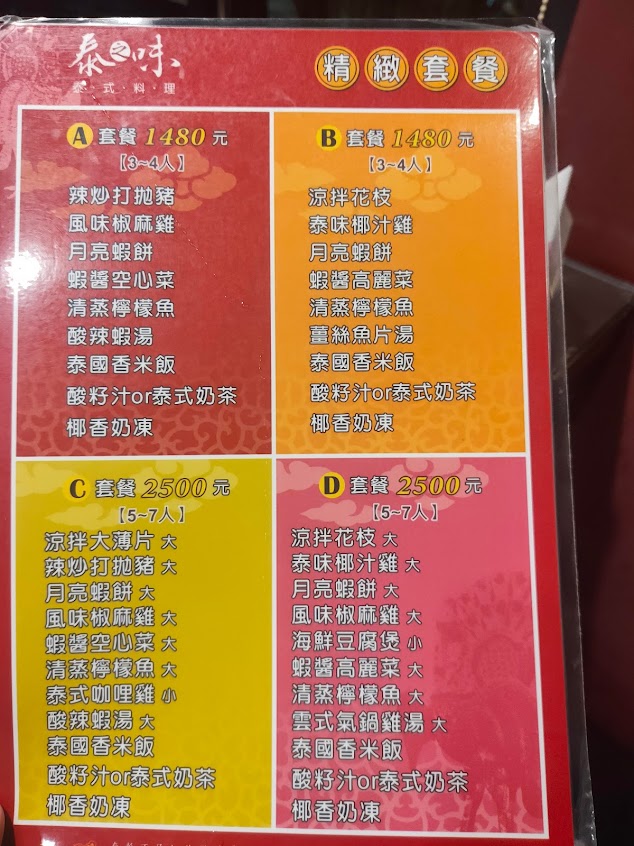 泰之味
泰式料理
精緻套餐
A 套餐 1480 元
【3~4人】
辣炒打拋豬
風味椒麻雞
月亮蝦餅
蝦醬空心菜
清蒸檸檬魚
酸辣蝦湯
泰國香米飯
酸籽汁or泰式奶茶
椰香奶凍
B 套餐 1480 元
【3~4人】
涼拌花枝
泰味椰汁雞
月亮蝦餅
蝦醬高麗菜
清蒸檸檬魚
薑絲魚片湯
泰國香米飯
酸籽汁or泰式奶茶
椰香奶凍
C 套餐 2500 元
【5~7人】
涼拌大薄片 大
辣炒打拋豬 大
月亮蝦餅 大
風味椒麻雞 大
蝦醬空心菜 大
清蒸檸檬魚 大
泰式咖哩雞 小
酸辣蝦湯 大
泰國香米飯
酸籽汁or泰式奶茶
椰香奶凍
D 套餐 2500 元
【5~7人】
涼拌花枝 大
泰味椰汁雞 大
月亮蝦餅 大
風味椒麻雞 大
海鮮豆腐煲 小
蝦醬高麗菜 大
清蒸檸檬魚 大
雲式氣鍋雞湯 大
泰國香米飯
酸籽汁or泰式奶茶
椰香奶凍